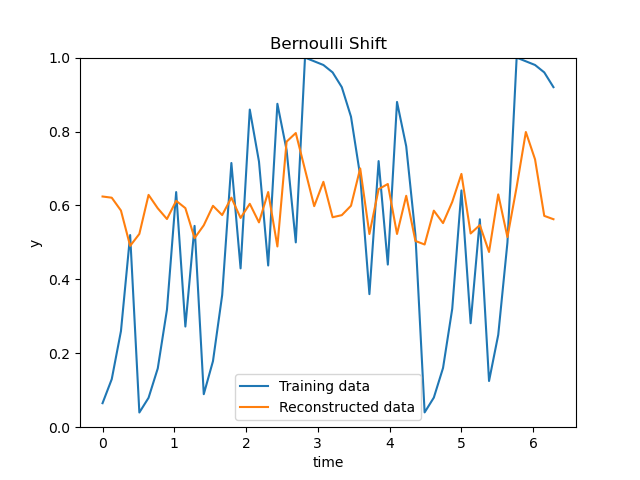 Bernoulli Shift
1.0
0.8
0.6
0.4
0.2
0.0
y
0 1 2 3 4 5 6
time
Training data
Reconstructed data